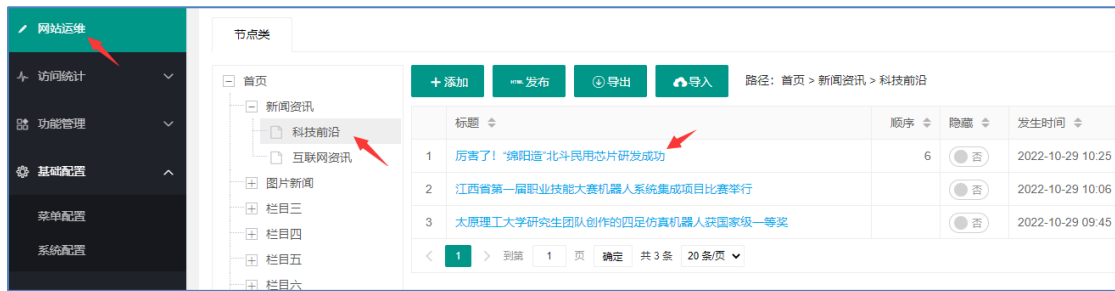 网站运维
访问统计
功能管理
基础配置
菜单配置
系统配置
节点类
首页
新闻资讯
科技前沿
互联网资讯
图片新闻
栏目三
栏目四
栏目五
栏目六
+添加 HTML 发布 导出 导入 路径：首页 > 新闻资讯 > 科技前沿
标题 顺序 隐藏 发生时间
1 厉害了！“绵阳造”北斗民用芯片研发成功 6 否 2022-10-29 10:25
2 江西省第一届职业技能大赛机器人系统集成项目比赛举行 否 2022-10-29 10:06
3 太原理工大学研究生团队创作的四足仿真机器人获国家级一等奖 否 2022-10-29 09:45
< 1 > 到第 1 页 确定 共 3 条 20 条/页